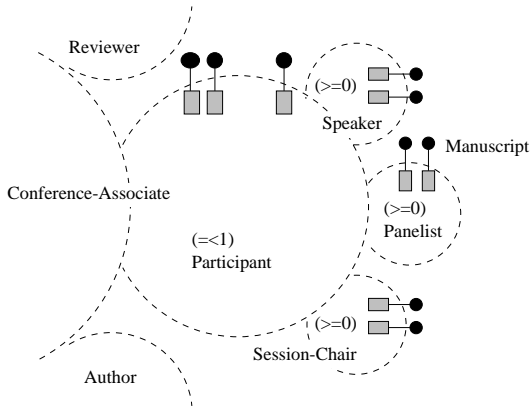 Reviewer
(>=0)
Speaker
Manuscript
Conference-Associate
(>=0)
Panelist
(=<1)
Participant
(>=0)
Session-Chair
Author